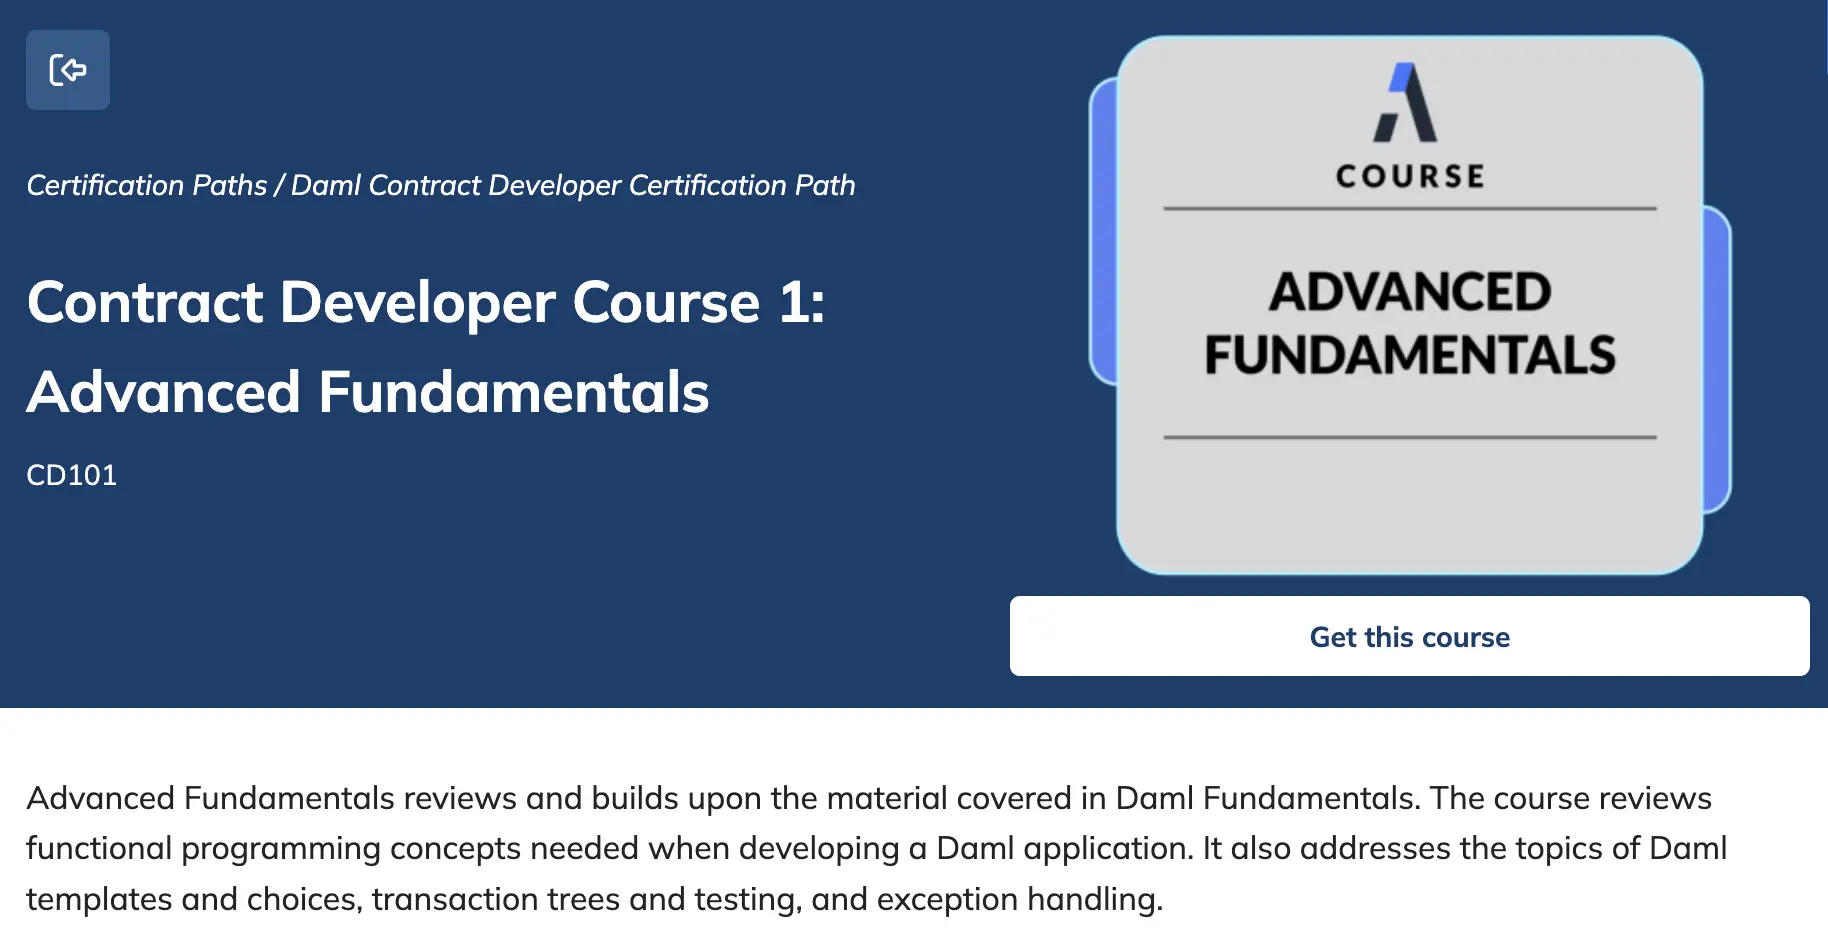 Certification Paths / Daml Contract Developer Certification Path
Contract Developer Course 1:
Advanced Fundamentals
CD101
COURSE
ADVANCED
FUNDAMENTALS
Get this course
Advanced Fundamentals reviews and builds upon the material covered in Daml Fundamentals. The course reviews
functional programming concepts needed when developing a Daml application. It also addresses the topics of Daml
templates and choices, transaction trees and testing, and exception handling.